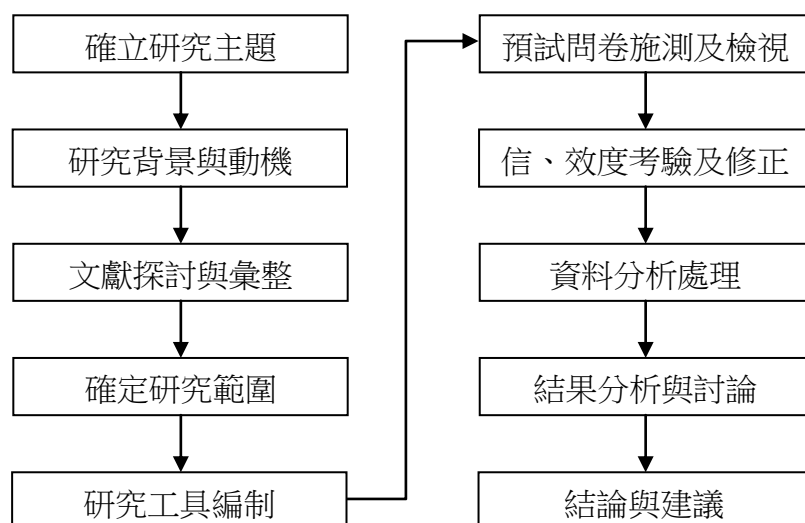 確立研究主題
研究背景與動機
文獻探討與彙整
確定研究範圍
研究工具編制
預試問卷施測及檢視
信、效度考驗及修正
資料分析處理
結果分析與討論
結論與建議